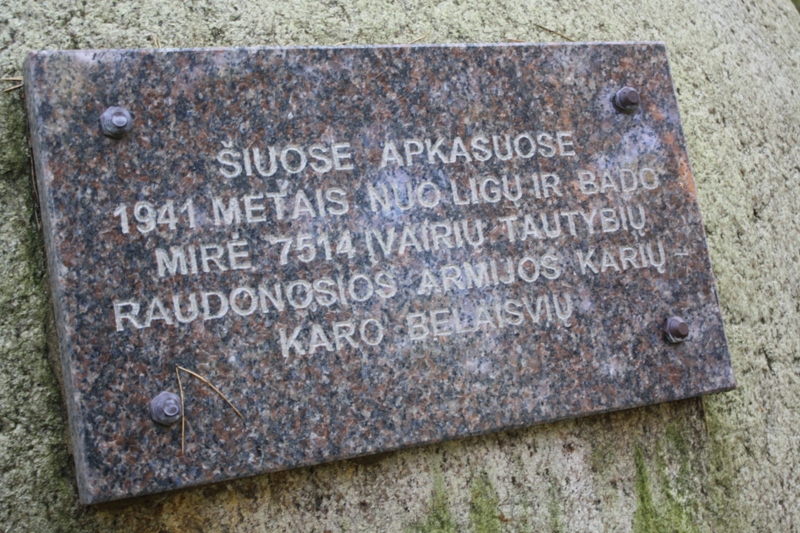 ŠIUOSE APKASUOSE
1941 METAIS NUO LIGŲ IR BADO
MIRĖ 7514 ĮVAIRIŲ TAUTYBIŲ
RAUDONOSIOS ARMIJOS KARIŲ -
KARO BELAISVIŲ